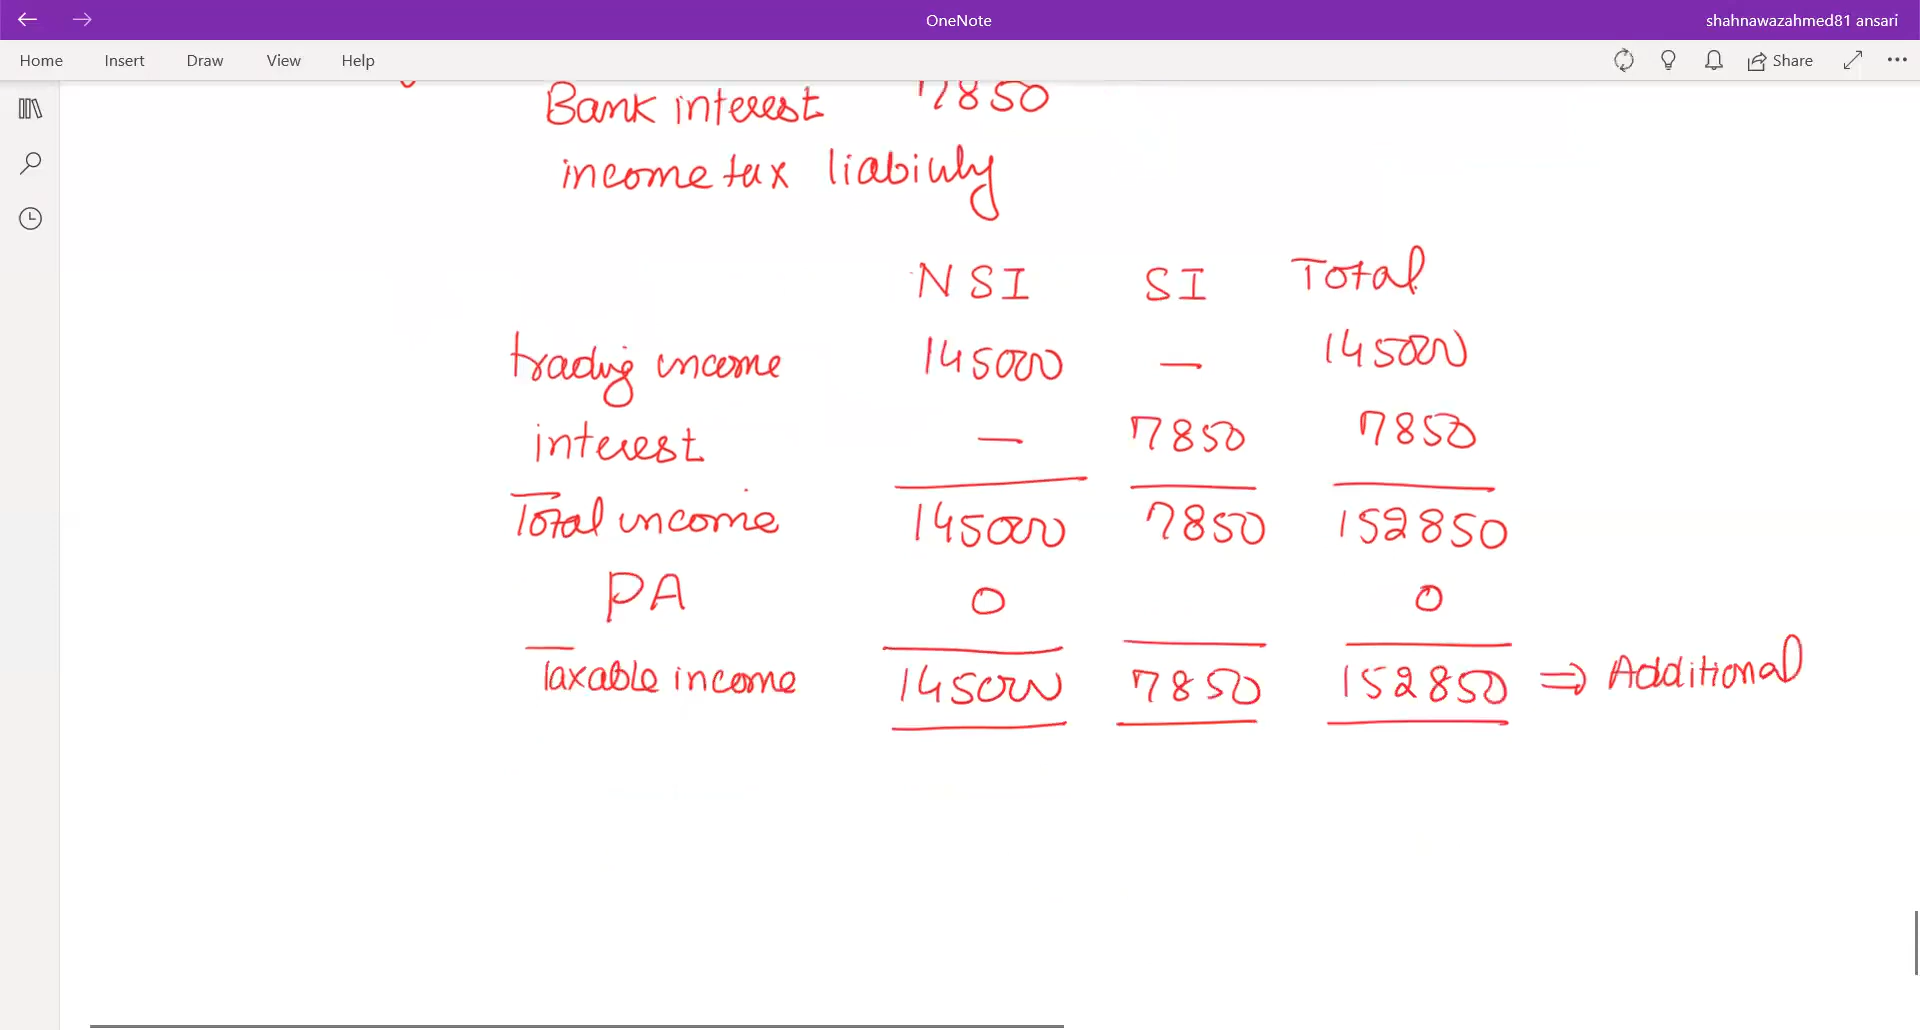 OneNote
shahnawazahmed81 ansari
Home Insert Draw View Help Share
Bank interest 7850
income tax liability
NSI SI Total
trading income 145000 — 145000
interest — 7850 7850
Total income 145000 7850 152850
PA 0 0
Taxable income 145000 7850 152850 ⇒ Additional